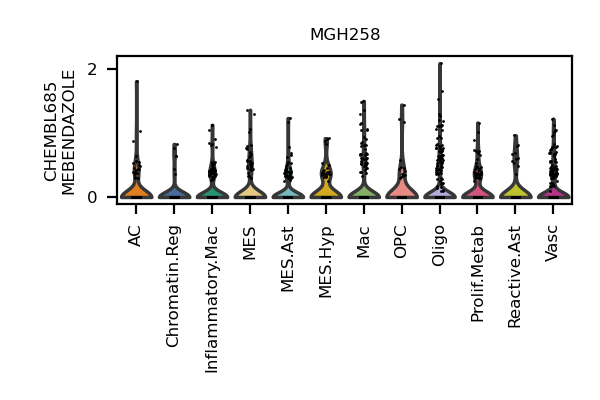 MGH258
CHEMBL685
MEBENDAZOLE
2
0
AC
Chromatin.Reg
Inflammatory.Mac
MES
MES.Ast
MES.Hyp
Mac
OPC
Oligo
Prolif.Metab
Reactive.Ast
Vasc